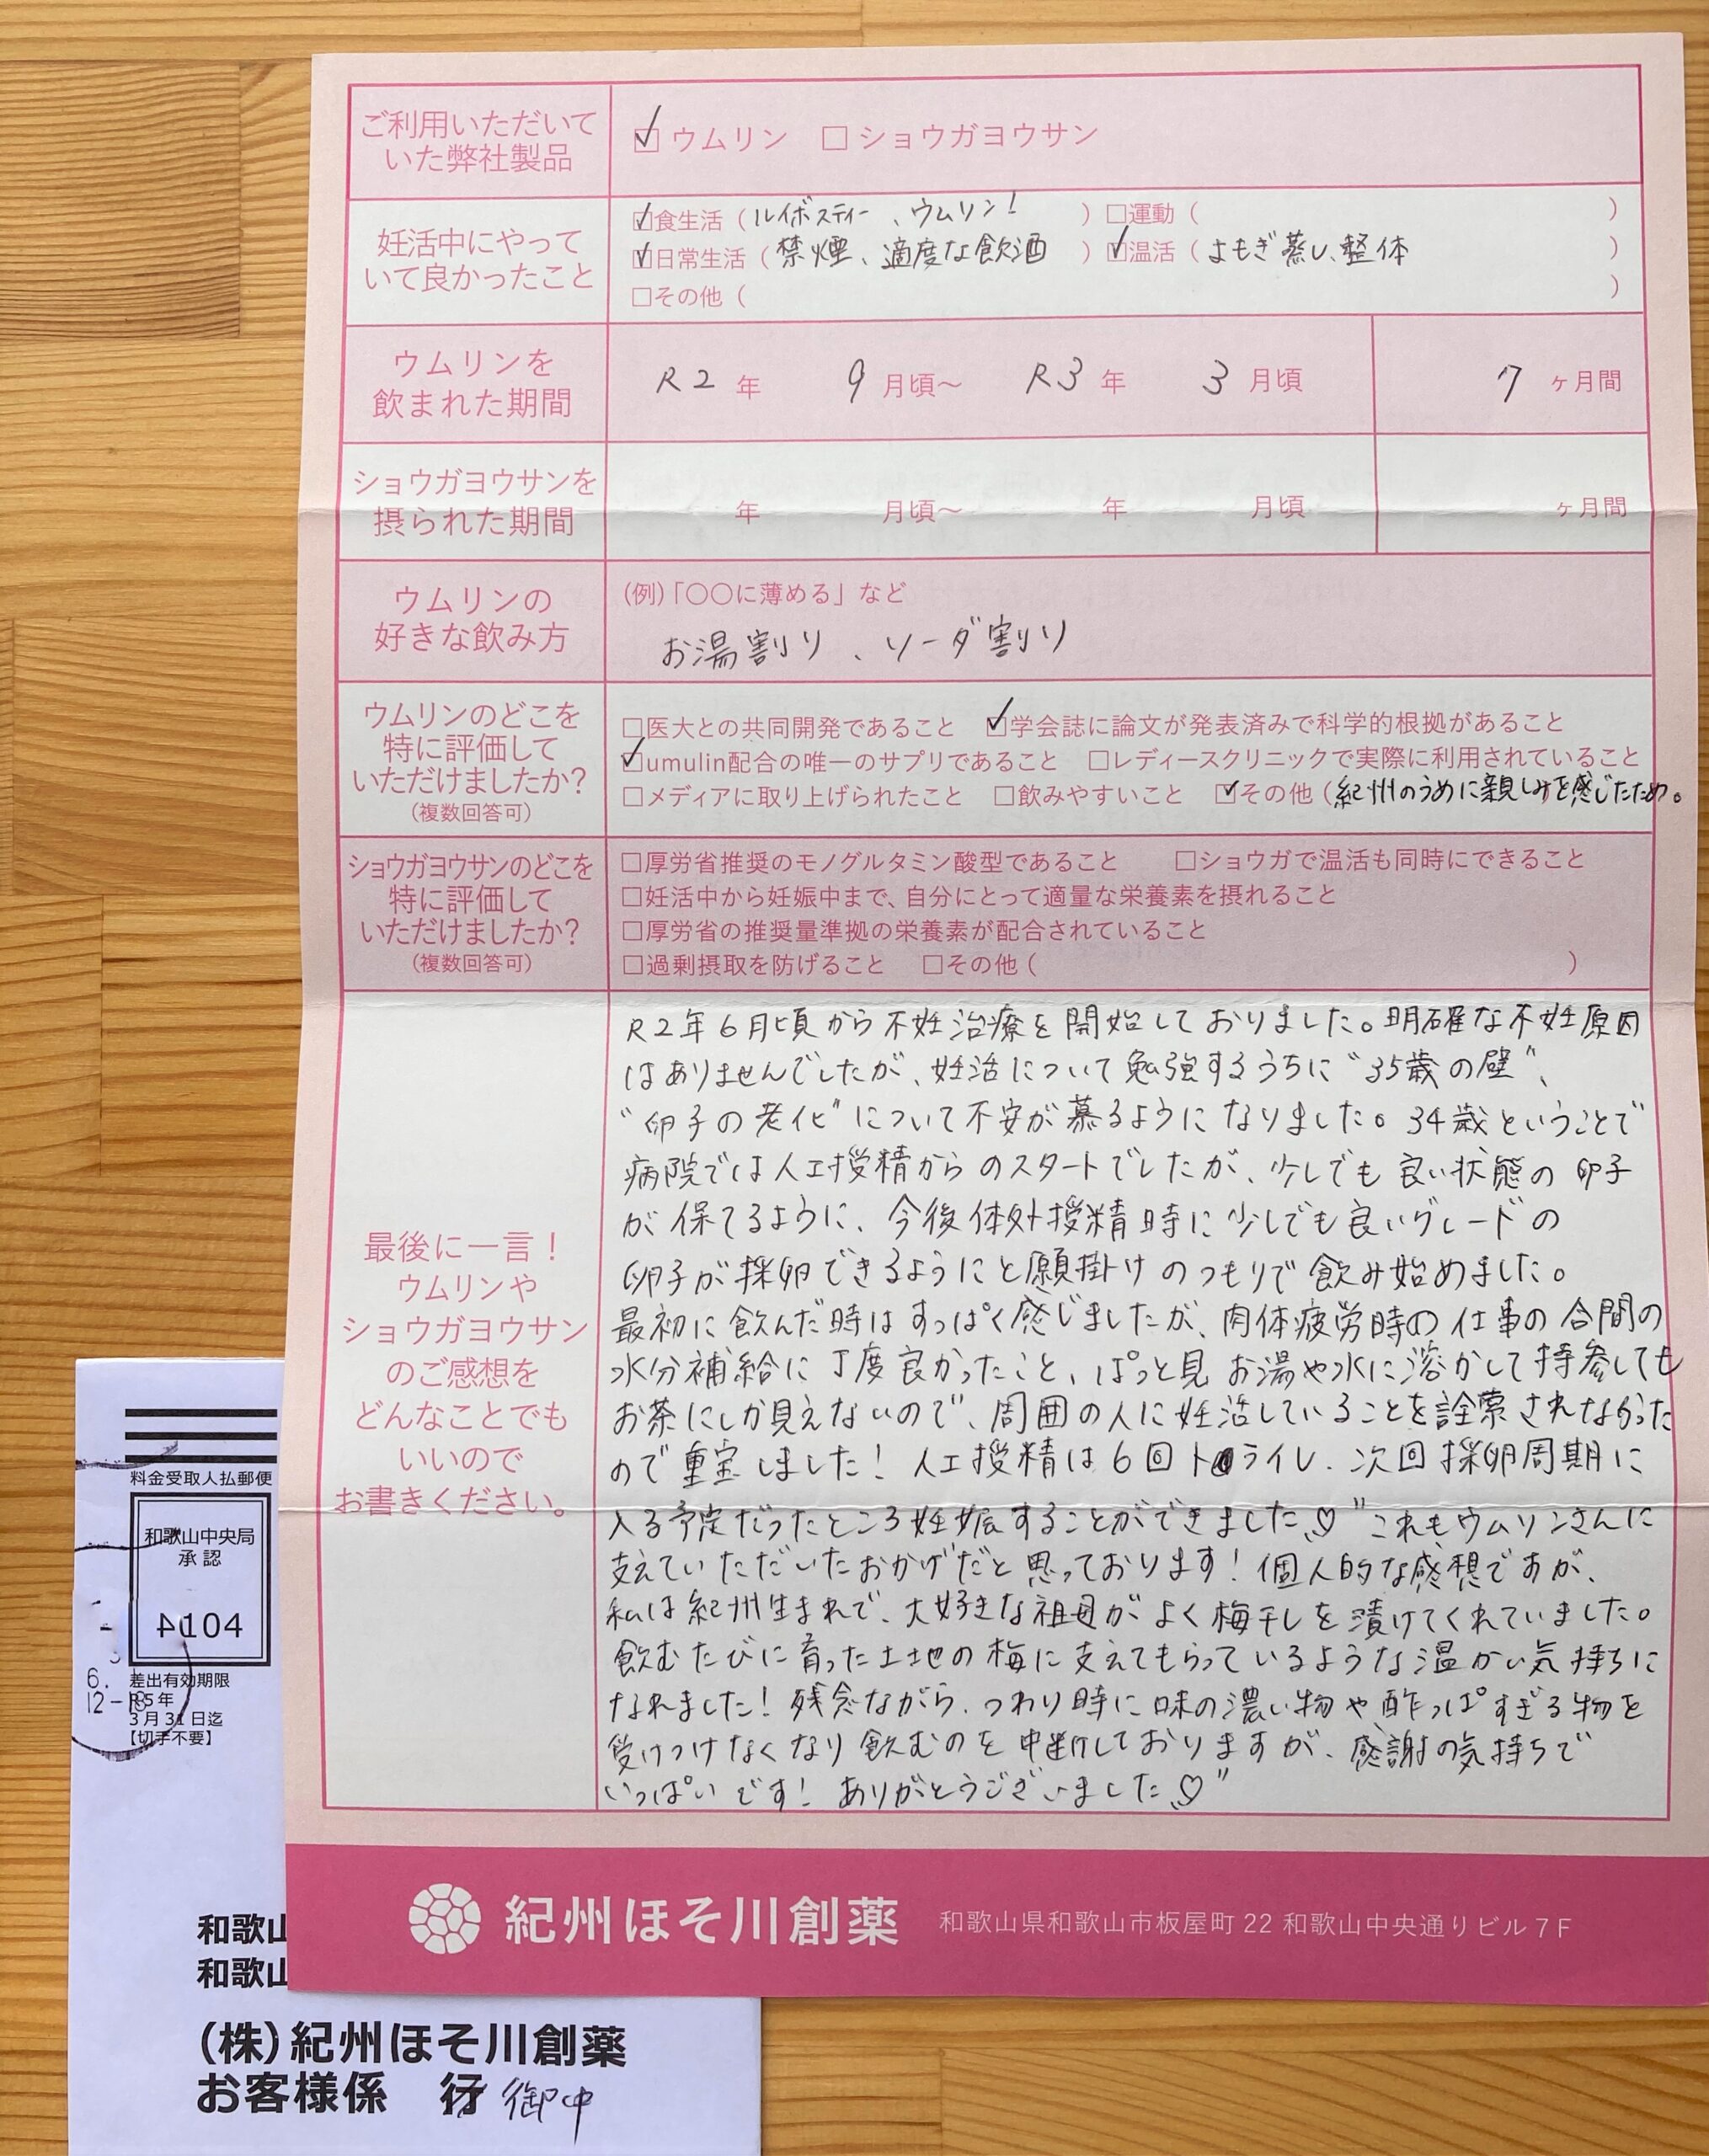 ご利用いただいて
いた弊社製品
☑ウムリン □ショウガヨウサン
妊活中にやって
いて良かったこと
☑食生活（ルイボスティー、ウムリン! ）□運動（ ）
☑日常生活（禁煙、適度な飲酒 ）☑温活（よもぎ蒸し、整体 ）
□その他（ ）
ウムリンを
飲まれた期間
R2年 9月頃〜 R3年 3月頃 7ヶ月間
ショウガヨウサンを
摂られた期間
年 月頃〜 年 月頃 ヶ月間
ウムリンの
好きな飲み方
(例)「〇〇に薄める」など
お湯割り、ソーダ割り
ウムリンのどこを
特に評価して
いただけましたか?
(複数回答可)
□医大との共同開発であること ☑学会誌に論文が発表済みで科学的根拠があること
☑umulin配合の唯一のサプリであること □レディースクリニックで実際に利用されていること
□メディアに取り上げられたこと □飲みやすいこと ☑その他（紀州のうめに親しみを感じたため。
ショウガヨウサンのどこを
特に評価して
いただけましたか?
(複数回答可)
□厚労省推奨のモノグルタミン酸型であること □ショウガで温活も同時にできること
□妊活中から妊娠中まで、自分にとって適量な栄養素を摂れること
□厚労省の推奨量準拠の栄養素が配合されていること
□過剰摂取を防げること □その他（ ）
最後に一言！
ウムリンや
ショウガヨウサン
のご感想を
どんなことでも
いいので
お書きください。
R2年6月頃から不妊治療を開始しておりました。明確な不妊原因
はありませんでしたが、妊活について勉強するうちに"35歳の壁"、
"卵子の老化"について不安が募るようになりました。34歳ということで
病院では人工授精からのスタートでしたが、少しでも良い状態の卵子
が保てるように、今後体外授精時に少しでも良いグレードの
卵子が採卵できるようにと願掛けのつもりで飲み始めました。
最初に飲んだ時はすっぱく感じましたが、肉体疲労時の仕事の合間の
水分補給に丁度良かったこと、ぱっと見お湯や水に溶かして持参しても
お茶にしか見えないので、周囲の人に妊活していることを詮索されなかった
ので重宝しました！人工授精は6回トライし、次回採卵周期に
入る予定だったところ妊娠することができました♡"これもウムリンさんに
支えていただいたおかげだと思っております！個人的な感想ですが、
私は紀州生まれで、大好きな祖母がよく梅干しを漬けてくれていました。
飲むたびに育った土地の梅に支えてもらっているような温かい気持ちに
なれました！残念ながら、つわり時に味の濃い物や酢っぱすぎる物を
受けつけなくなり飲むのを中断しておりますが、感謝の気持ちで
いっぱいです！ありがとうございました♡"
紀州ほそ川創薬 和歌山県和歌山市板屋町22 和歌山中央通りビル7F
料金受取人払郵便
和歌山中央局
承認
4104
差出有効期限
R5年
3月31日迄
【切手不要】
6.
12-18
和歌山
和歌山
(株)紀州ほそ川創薬
お客様係 行 御中